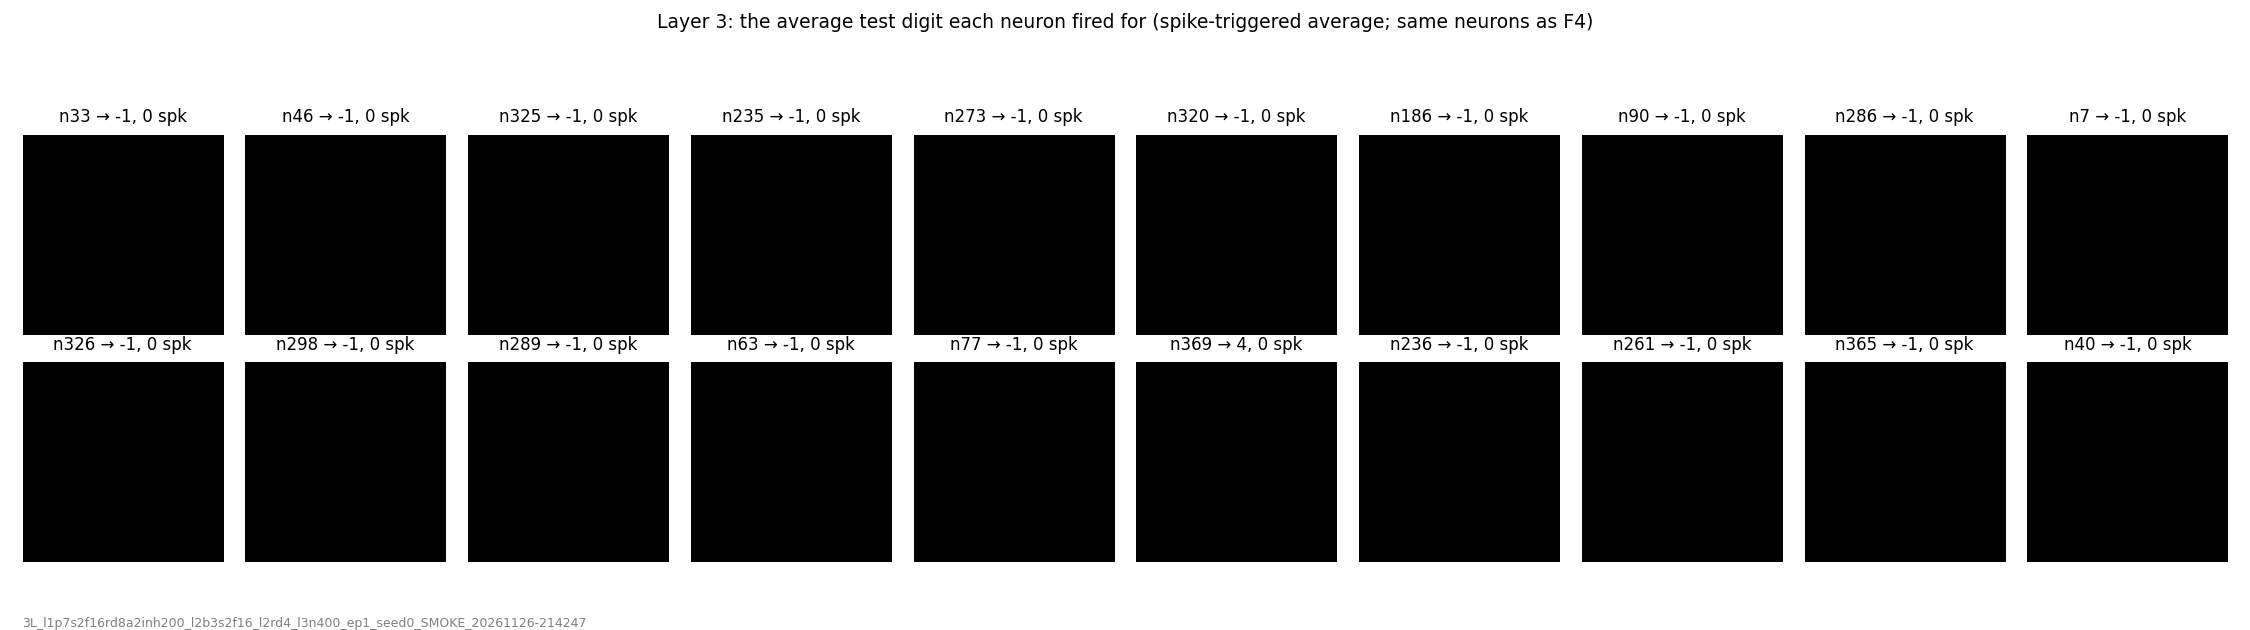 Layer 3: the average test digit each neuron fired for (spike-triggered average; same neurons as F4)
n33 → -1, 0 spk
n46 → -1, 0 spk
n325 → -1, 0 spk
n235 → -1, 0 spk
n273 → -1, 0 spk
n320 → -1, 0 spk
n186 → -1, 0 spk
n90 → -1, 0 spk
n286 → -1, 0 spk
n7 → -1, 0 spk
n326 → -1, 0 spk
n298 → -1, 0 spk
n289 → -1, 0 spk
n63 → -1, 0 spk
n77 → -1, 0 spk
n369 → 4, 0 spk
n236 → -1, 0 spk
n261 → -1, 0 spk
n365 → -1, 0 spk
n40 → -1, 0 spk
3L_l1p7s2f16rd8a2inh200_l2b3s2f16_l2rd4_l3n400_ep1_seed0_SMOKE_20261126-214247